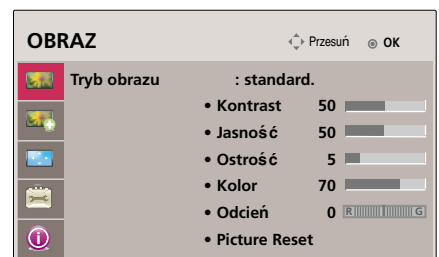 OBRAZ Przesuń OK
Tryb obrazu : standard.
• Kontrast 50
• Jasność 50
• Ostrość 5
• Kolor 70
• Odcień 0 R G
• Picture Reset